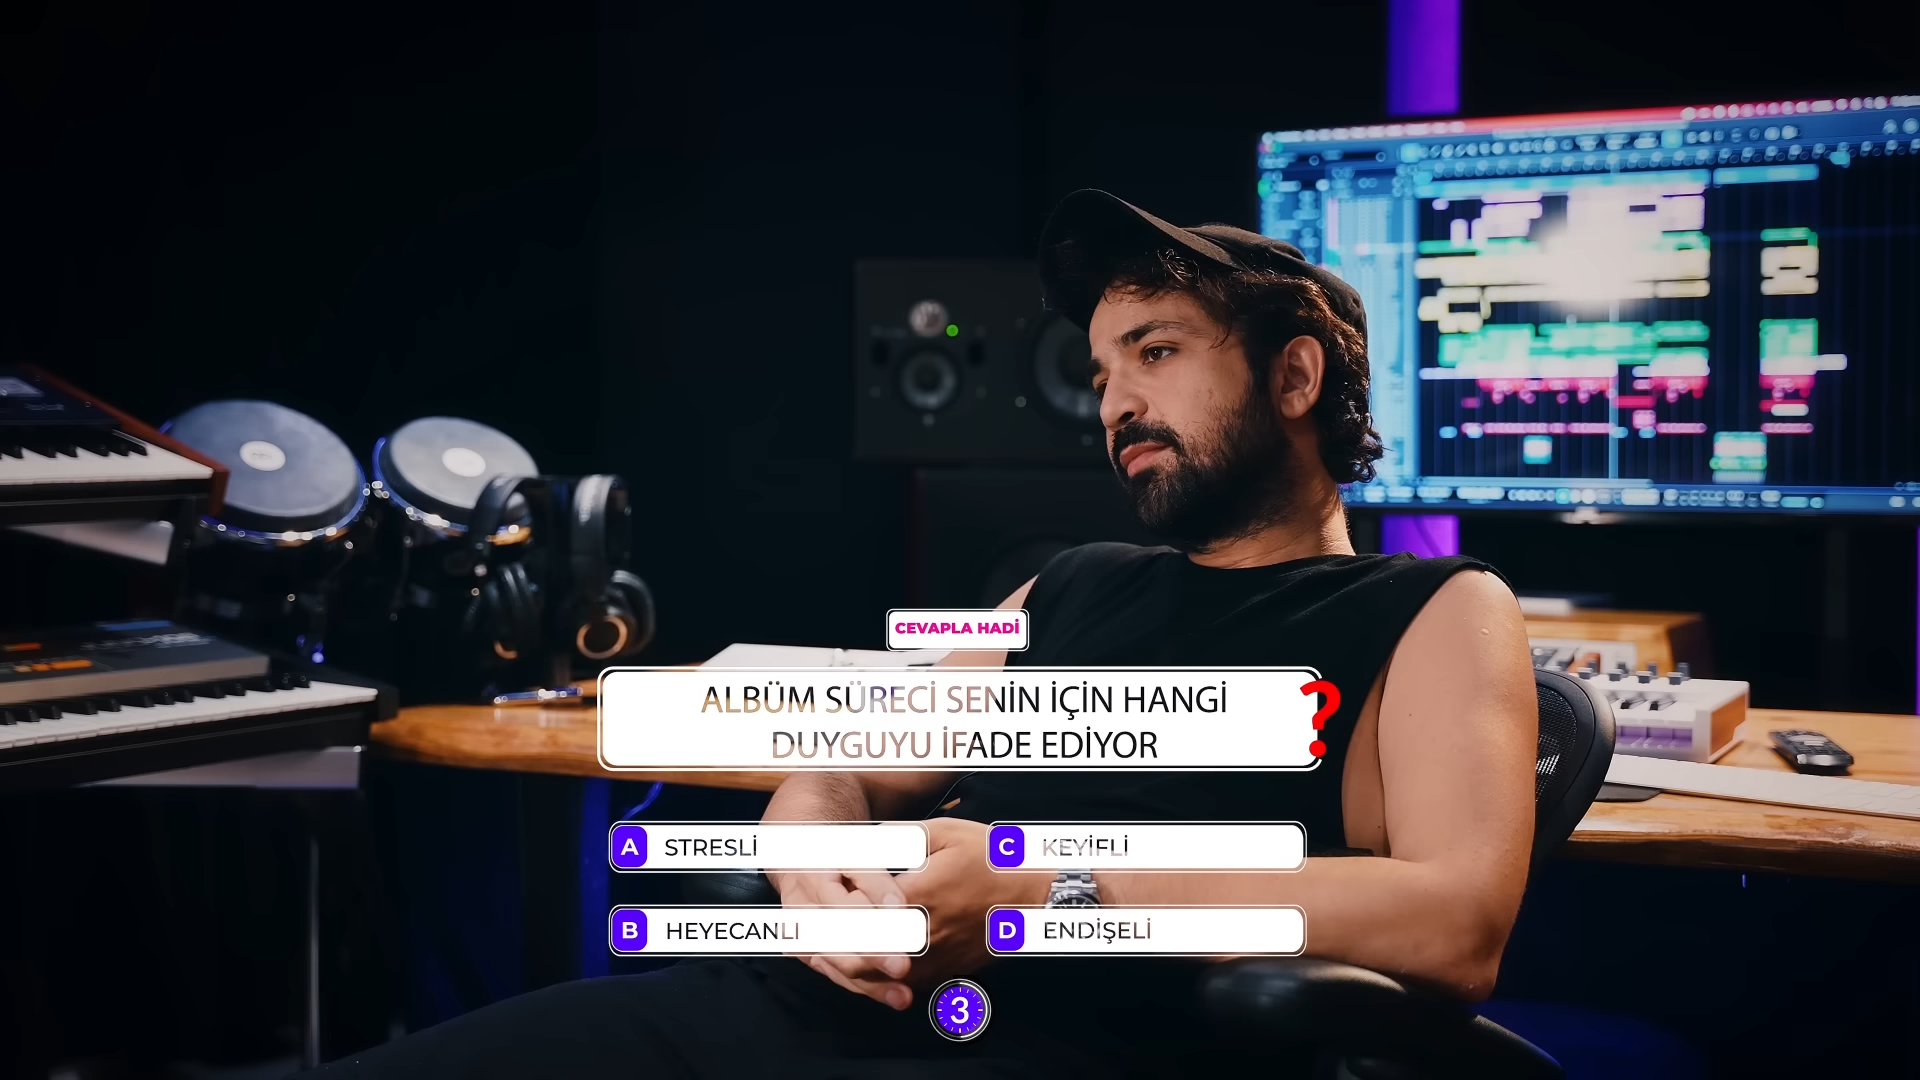 CEVAPLA HADİ
ALBÜM SÜRECİ SENİN İÇİN HANGİ
DUYGUYU İFADE EDİYOR
?
A STRESLİ
C KEYİFLİ
B HEYECANLI
D ENDİŞELİ
3